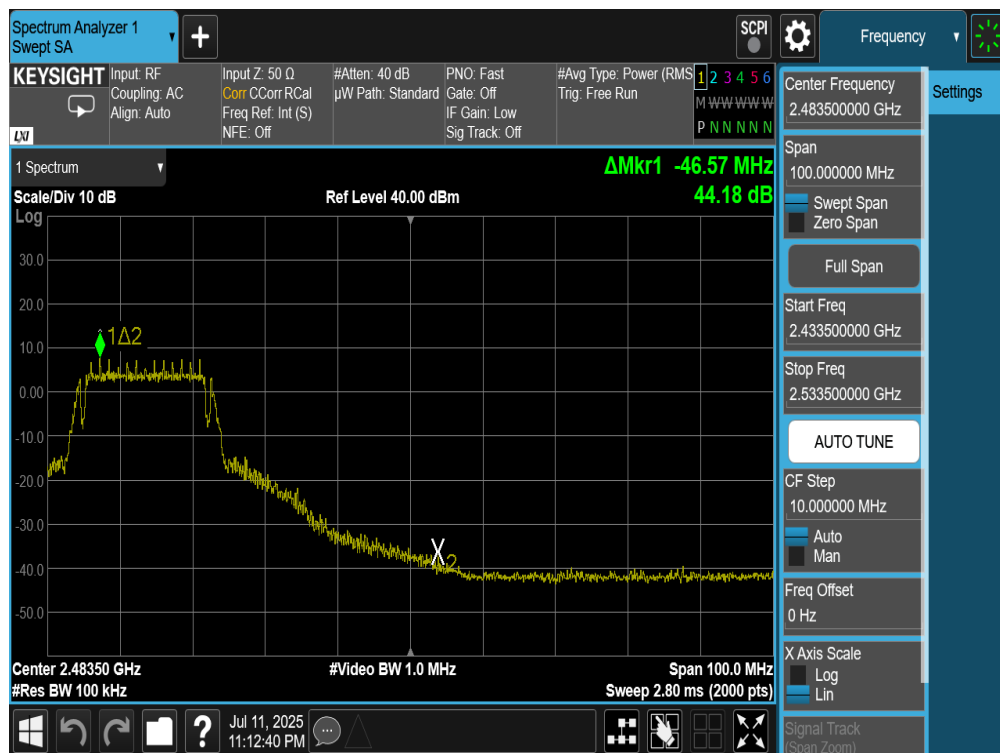 Spectrum Analyzer 1
Swept SA
+
SCPI
Frequency
KEYSIGHT
LXI
Input: RF
Coupling: AC
Align: Auto
Input Z: 50 Ω
Corr CCorr RCal
Freq Ref: Int (S)
NFE: Off
#Atten: 40 dB
µW Path: Standard
PNO: Fast
Gate: Off
IF Gain: Low
Sig Track: Off
#Avg Type: Power (RMS
Trig: Free Run
1 2 3 4 5 6
M W W W W W
P N N N N N
1 Spectrum
ΔMkr1 -46.57 MHz
44.18 dB
Scale/Div 10 dB
Ref Level 40.00 dBm
Log
30.0
20.0
10.0
0.00
-10.0
-20.0
-30.0
-40.0
-50.0
1Δ2
X2
Center 2.48350 GHz
#Video BW 1.0 MHz
Span 100.0 MHz
#Res BW 100 kHz
Sweep 2.80 ms (2000 pts)
Center Frequency
2.483500000 GHz
Settings
Span
100.000000 MHz
Swept Span
Zero Span
Full Span
Start Freq
2.433500000 GHz
Stop Freq
2.533500000 GHz
AUTO TUNE
CF Step
10.000000 MHz
Auto
Man
Freq Offset
0 Hz
X Axis Scale
Log
Lin
Signal Track
(Span Zoom)
?
Jul 11, 2025
11:12:40 PM